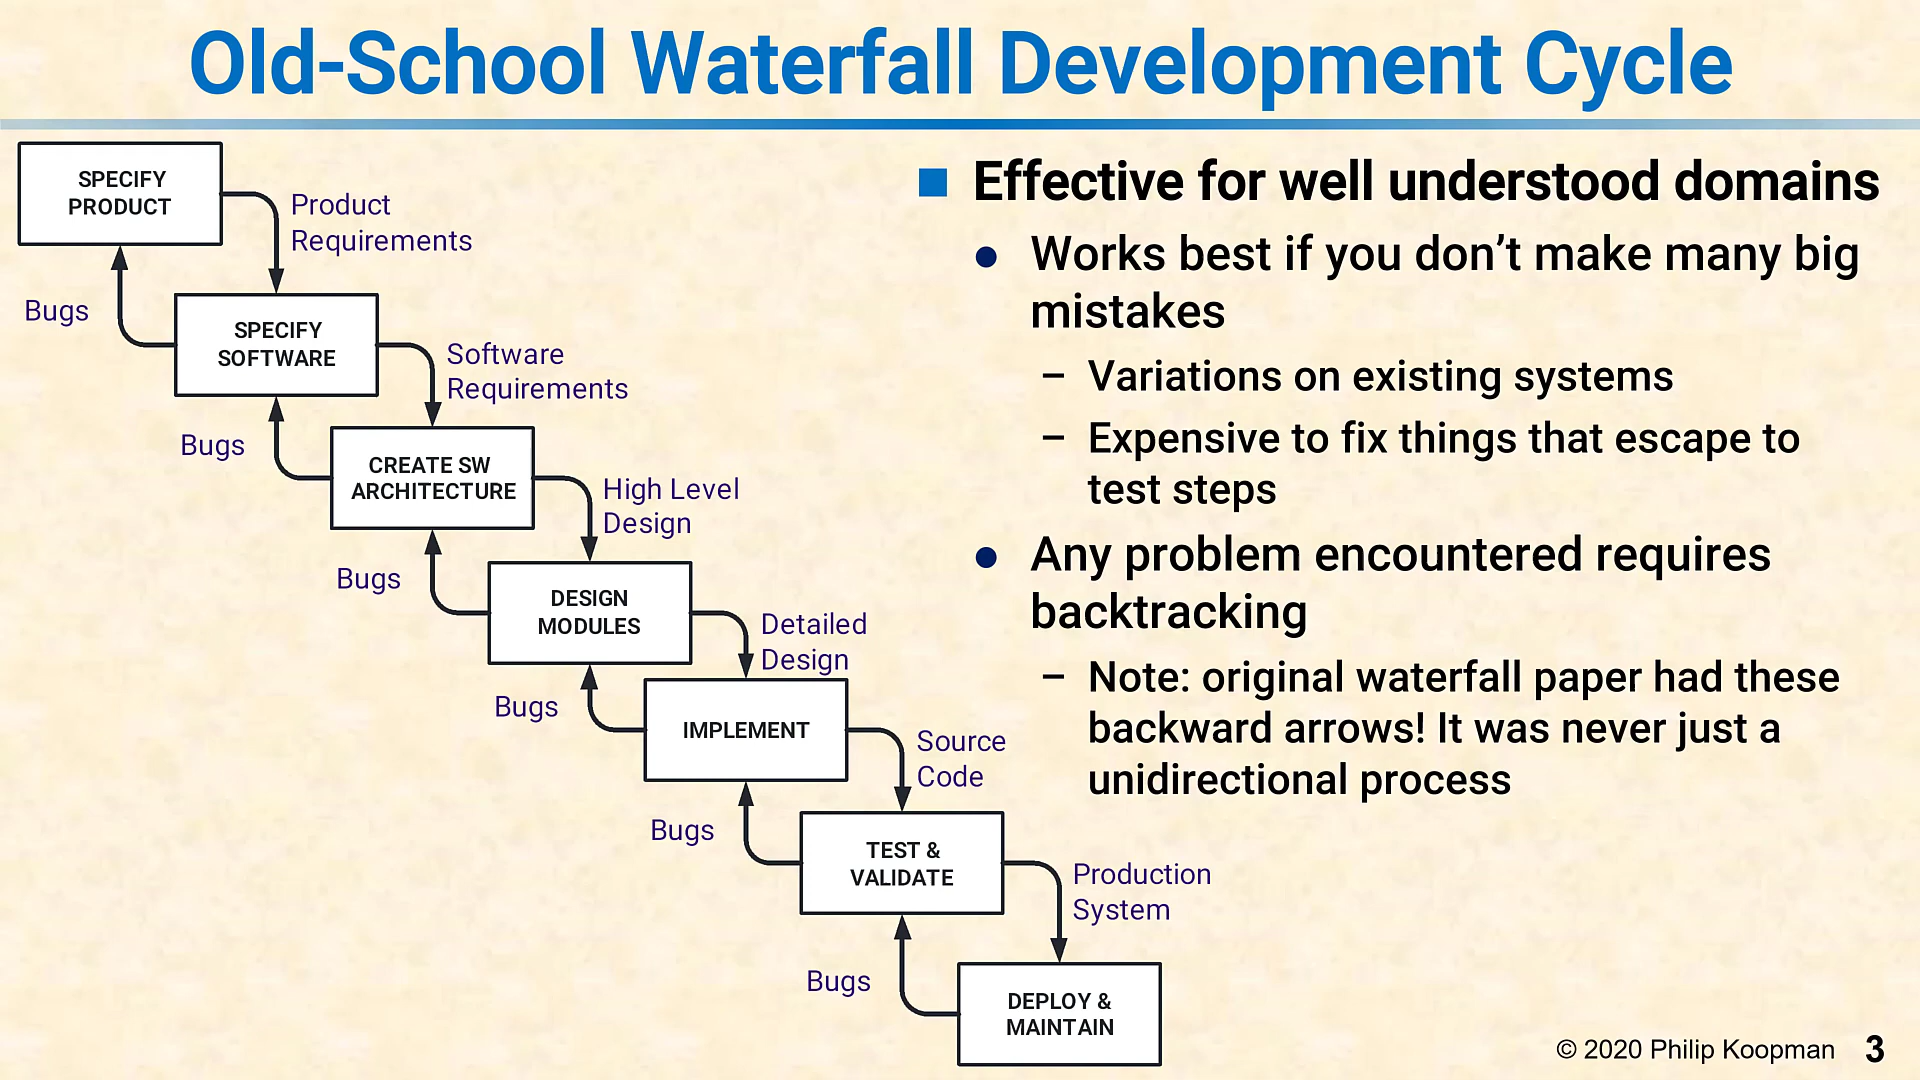 Old-School Waterfall Development Cycle
SPECIFY
PRODUCT
Product
Requirements
Bugs
SPECIFY
SOFTWARE
Software
Requirements
Bugs
CREATE SW
ARCHITECTURE
High Level
Design
Bugs
DESIGN
MODULES
Detailed
Design
Bugs
IMPLEMENT
Source
Code
Bugs
TEST &
VALIDATE
Production
System
Bugs
DEPLOY &
MAINTAIN
Effective for well understood domains
Works best if you don’t make many big
mistakes
– Variations on existing systems
– Expensive to fix things that escape to
test steps
Any problem encountered requires
backtracking
– Note: original waterfall paper had these
backward arrows! It was never just a
unidirectional process
© 2020 Philip Koopman 3